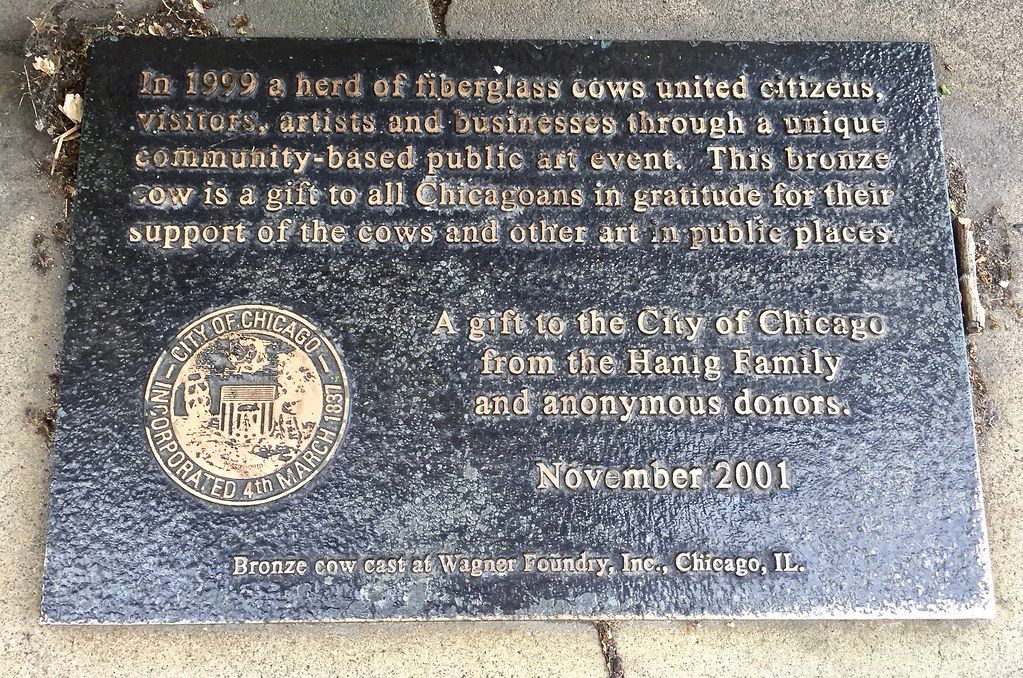 In 1999 a herd of fiberglass cows united citizens,
visitors, artists and businesses through a unique
community-based public art event. This bronze
cow is a gift to all Chicagoans in gratitude for their
support of the cows and other art in public places.
CITY OF CHICAGO
INCORPORATED 4th MARCH 1837
A gift to the City of Chicago
from the Hanig Family
and anonymous donors.
November 2001
Bronze cow cast at Wagner Foundry, Inc., Chicago, IL.